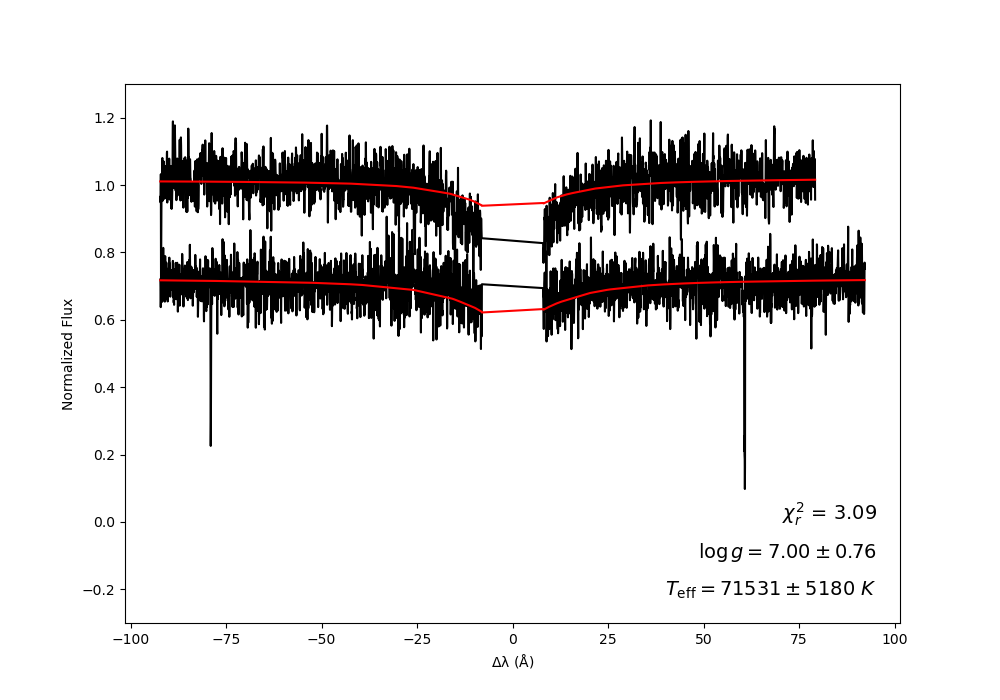 1.2
1.0
0.8
0.6
0.4
0.2
0.0
−0.2
Normalized Flux
χ²ᵣ = 3.09
log g = 7.00 ± 0.76
T_eff = 71531 ± 5180 K
−100 −75 −50 −25 0 25 50 75 100
Δλ (Å)